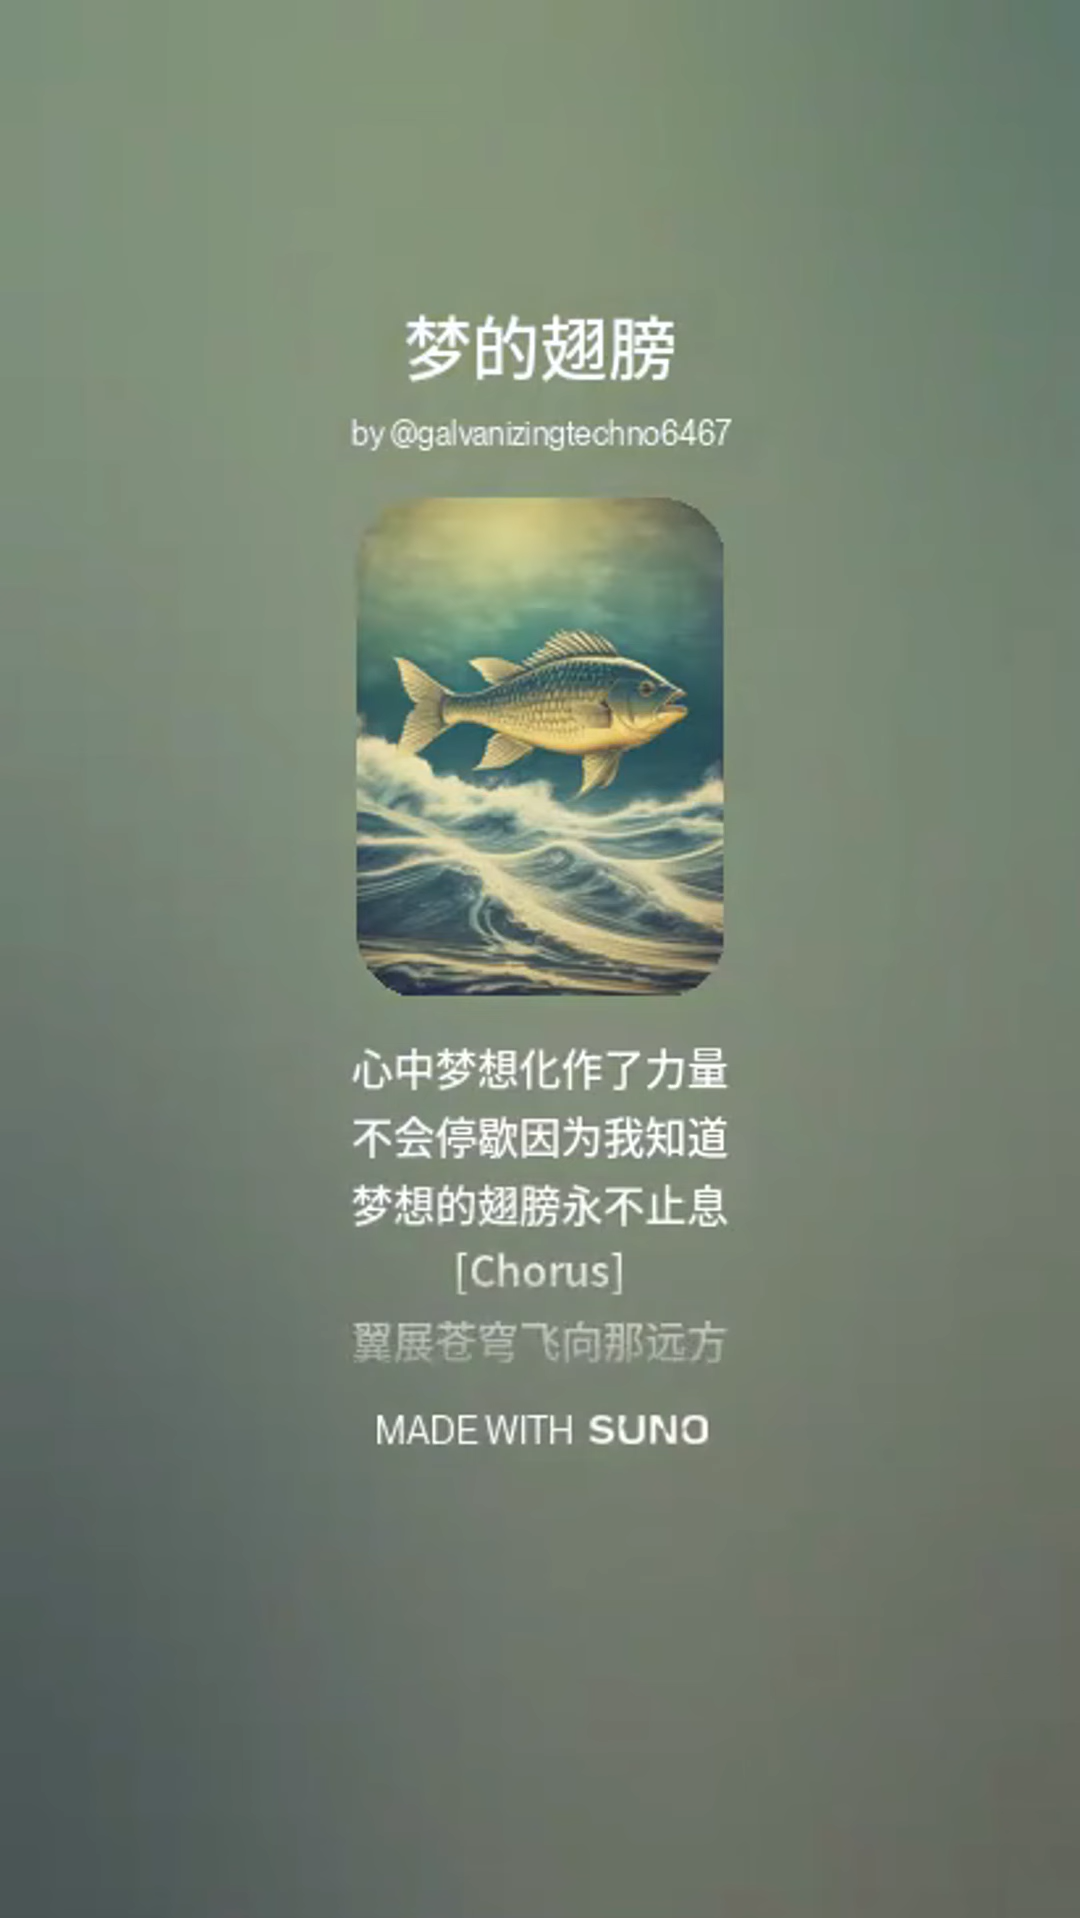 梦的翅膀
by @galvanizingtechno6467
心中梦想化作了力量
不会停歇因为我知道
梦想的翅膀永不止息
[Chorus]
翼展苍穹飞向那远方
MADE WITH SUNO